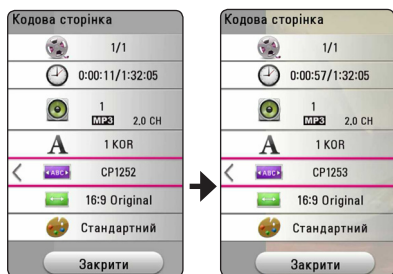 Кодова сторінка
1/1
0:00:11/1:32:05
1
MP3 2,0 CH
A 1 KOR
ABC CP1252
16:9 Original
Стандартний
Закрити
Кодова сторінка
1/1
0:00:57/1:32:05
1
MP3 2,0 CH
A 1 KOR
ABC CP1253
16:9 Original
Стандартний
Закрити